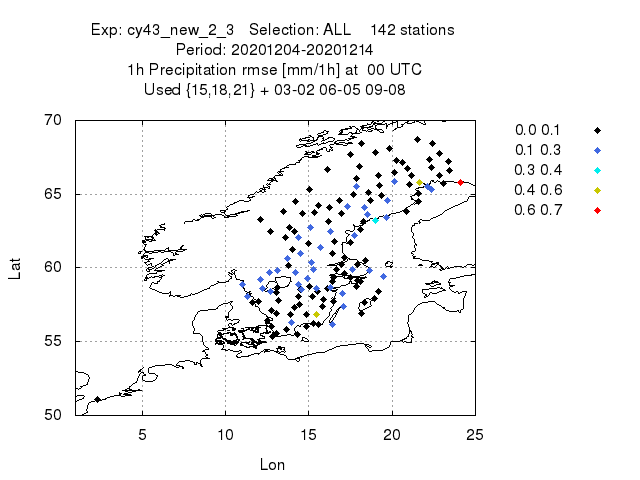 Exp: cy43_new_2_3 Selection: ALL 142 stations
Period: 20201204-20201214
1h Precipitation rmse [mm/1h] at 00 UTC
Used {15,18,21} + 03-02 06-05 09-08
70
65
60
55
50
Lat
5
10
15
20
25
Lon
0.0 0.1
0.1 0.3
0.3 0.4
0.4 0.6
0.6 0.7